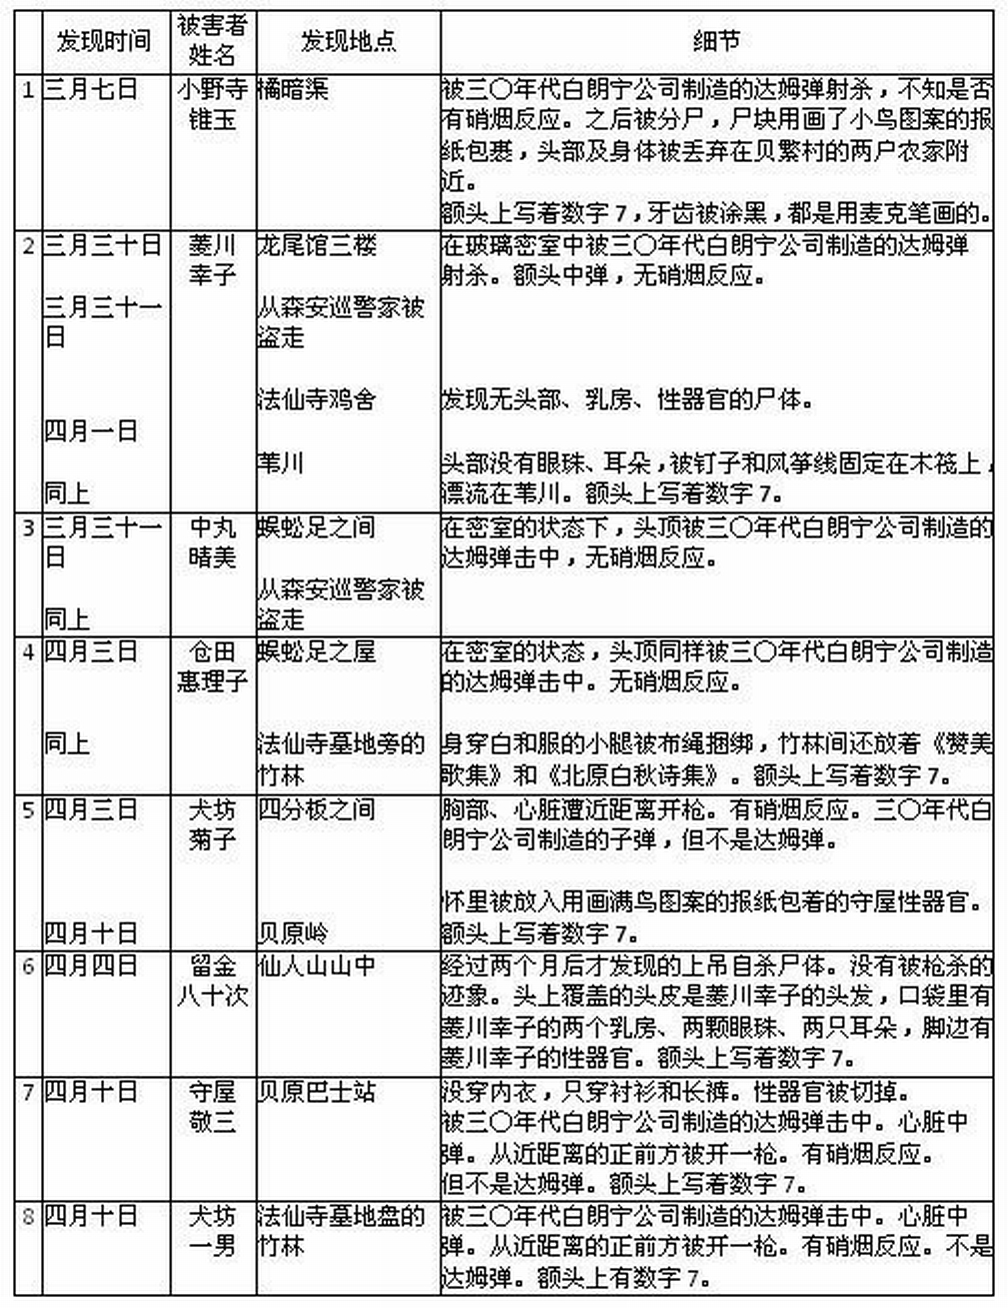 发现时间 被害者姓名 发现地点 细节
1 三月七日 小野寺锥玉 橘暗渠 被三〇年代白朗宁公司制造的达姆弹射杀，不知是否
有硝烟反应。之后被分尸，尸块用画了小鸟图案的报
纸包裹，头部及身体被丢弃在贝繁村的两户农家附
近。
额头上写着数字7，牙齿被涂黑，都是用麦克笔画的。
2 三月三十日 菱川幸子 龙尾馆三楼 在玻璃密室中被三〇年代白朗宁公司制造的达姆弹
射杀。额头中弹，无硝烟反应。
三月三十一日 从森安巡警家被盗走
法仙寺鸡舍 发现无头部、乳房、性器官的尸体。
四月一日
苇川 头部没有眼珠、耳朵，被钉子和风筝线固定在木筏上，
同上 漂流在苇川。额头上写着数字7。
3 三月三十一日 中丸晴美 蜈蚣足之间 在密室的状态下，头顶被三〇年代白朗宁公司制造的
达姆弹击中，无硝烟反应。
同上 从森安巡警家被盗走
4 四月三日 仓田惠理子 蜈蚣足之屋 在密室的状态，头顶同样被三〇年代白朗宁公司制造
的达姆弹击中。无硝烟反应。
同上 法仙寺墓地旁的竹林 身穿白和服的小腿被布绳捆绑，竹林间还放着《赞美
歌集》和《北原白秋诗集》。额头上写着数字7。
5 四月三日 犬坊菊子 四分板之间 胸部、心脏遭近距离开枪。有硝烟反应。三〇年代白
朗宁公司制造的子弹，但不是达姆弹。
怀里被放入用画满鸟图案的报纸包着的守屋性器官。
四月十日 贝原岭 额头上写着数字7。
6 四月四日 留金八十次 仙人山山中 经过两个月后才发现的上吊自杀尸体。没有被枪杀的
迹象。头上覆盖的头皮是菱川幸子的头发，口袋里有
菱川幸子的两个乳房、两颗眼珠、两只耳朵，脚边有
菱川幸子的性器官。额头上写着数字7。
7 四月十日 守屋敬三 贝原巴士站 没穿内衣，只穿衬衫和长裤。性器官被切掉。
被三〇年代白朗宁公司制造的达姆弹击中。心脏中
弹。从近距离的正前方被开一枪。有硝烟反应。
但不是达姆弹。额头上写着数字7。
8 四月十日 犬坊一男 法仙寺墓地盘的竹林 被三〇年代白朗宁公司制造的达姆弹击中。心脏中
弹。从近距离的正前方被开一枪。有硝烟反应。不是
达姆弹。额头上有数字7。